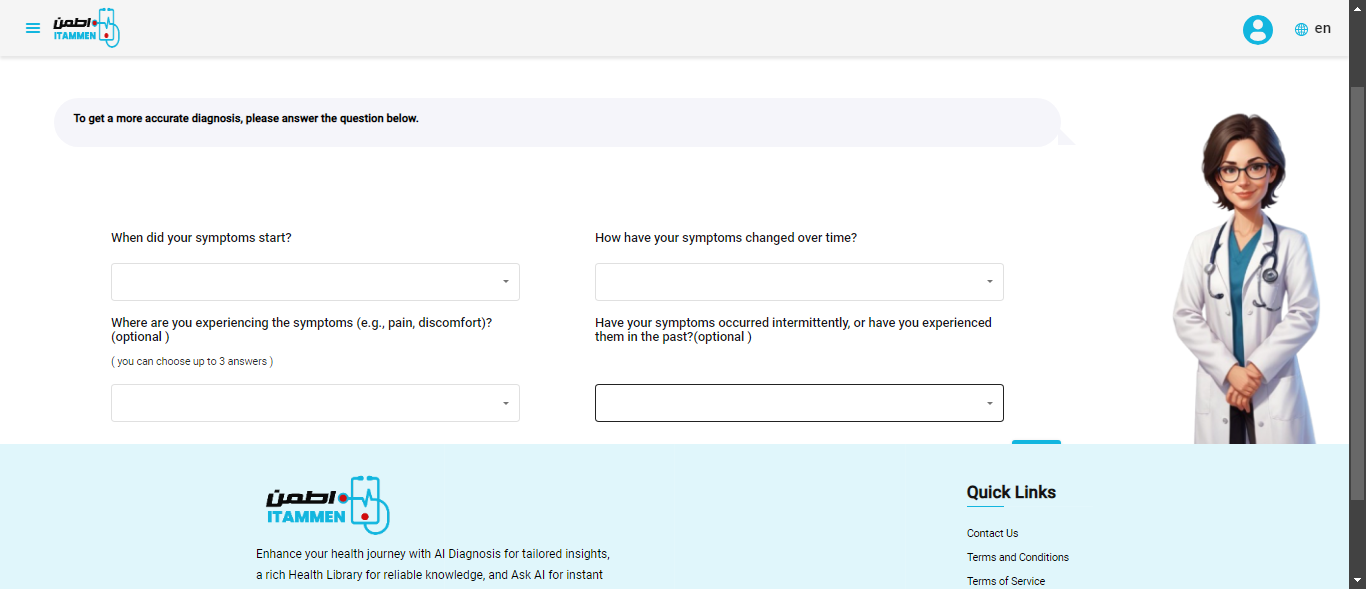 اطمن
ITAMMEN
en
To get a more accurate diagnosis, please answer the question below.
When did your symptoms start?
How have your symptoms changed over time?
Where are you experiencing the symptoms (e.g., pain, discomfort)?
(optional )
( you can choose up to 3 answers )
Have your symptoms occurred intermittently, or have you experienced
them in the past?(optional )
اطمن
ITAMMEN
Enhance your health journey with AI Diagnosis for tailored insights,
a rich Health Library for reliable knowledge, and Ask AI for instant
Quick Links
Contact Us
Terms and Conditions
Terms of Service